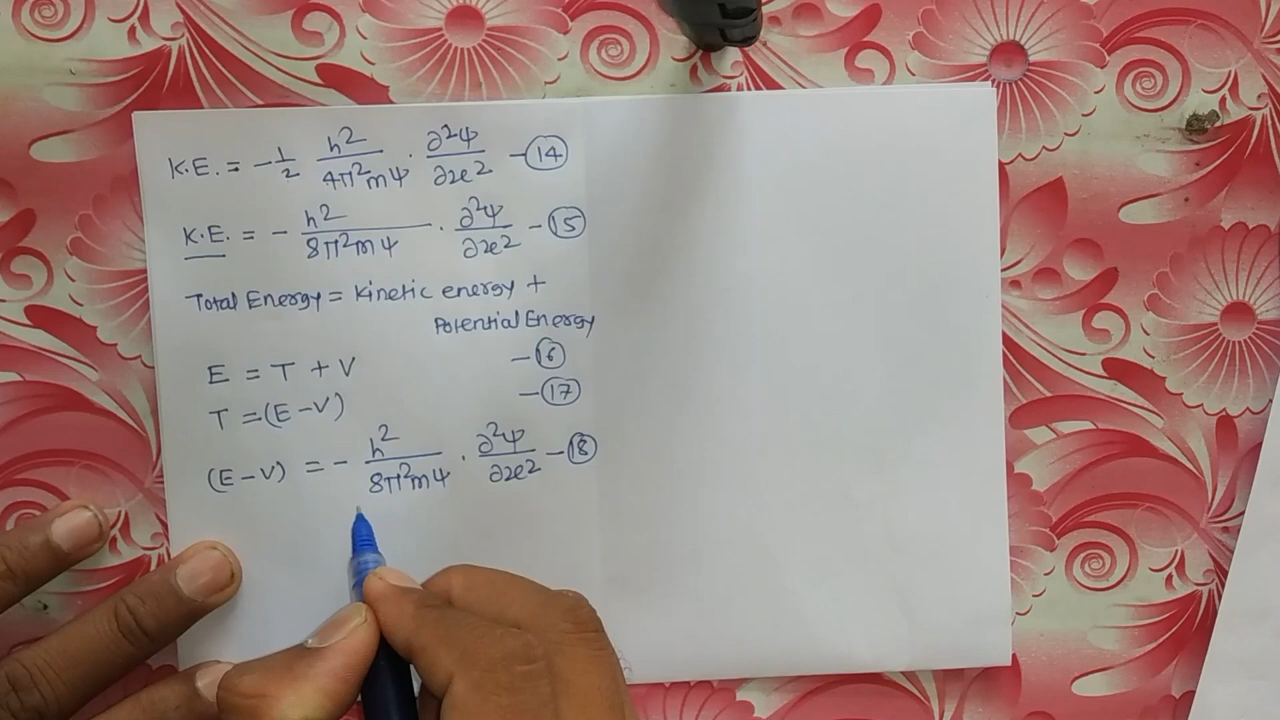 K.E. = -1/2 h²/4π²mψ · ∂²ψ/∂x² -(14)
K.E. = - h²/8π²mψ · ∂²ψ/∂x² -(15)
Total Energy = Kinetic energy +
Potential Energy
-(16)
E = T + V
-(17)
T = (E-V)
(E-V) = - h²/8π²mψ · ∂²ψ/∂x² -(18)